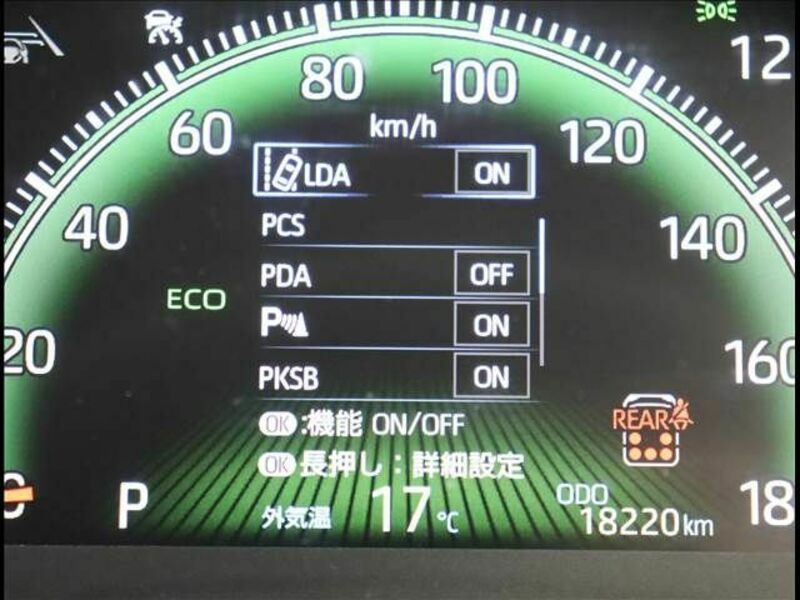 80 100
12
60 km/h 120
LDA ON
40 PCS 140
PDA OFF
ECO
P ON
20 160
PKSB ON
REAR
OK :機能 ON/OFF
OK 長押し：詳細設定
P 外気温 17℃ ODO 18220km 18